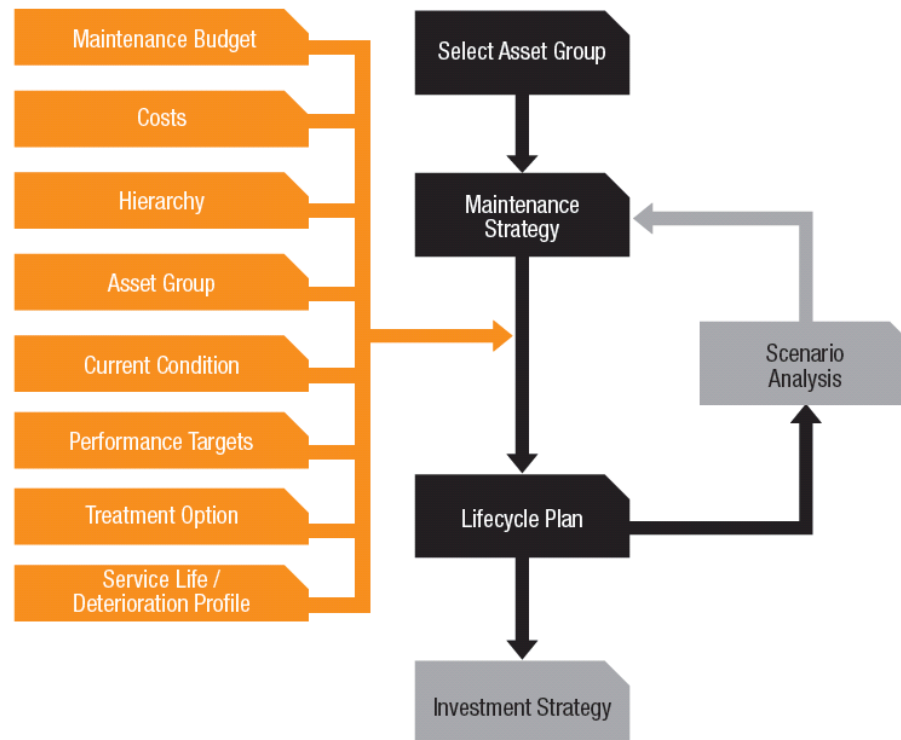 Maintenance Budget
Costs
Hierarchy
Asset Group
Current Condition
Performance Targets
Treatment Option
Service Life /
Deterioration Profile
Select Asset Group
Maintenance
Strategy
Lifecycle Plan
Investment Strategy
Scenario
Analysis